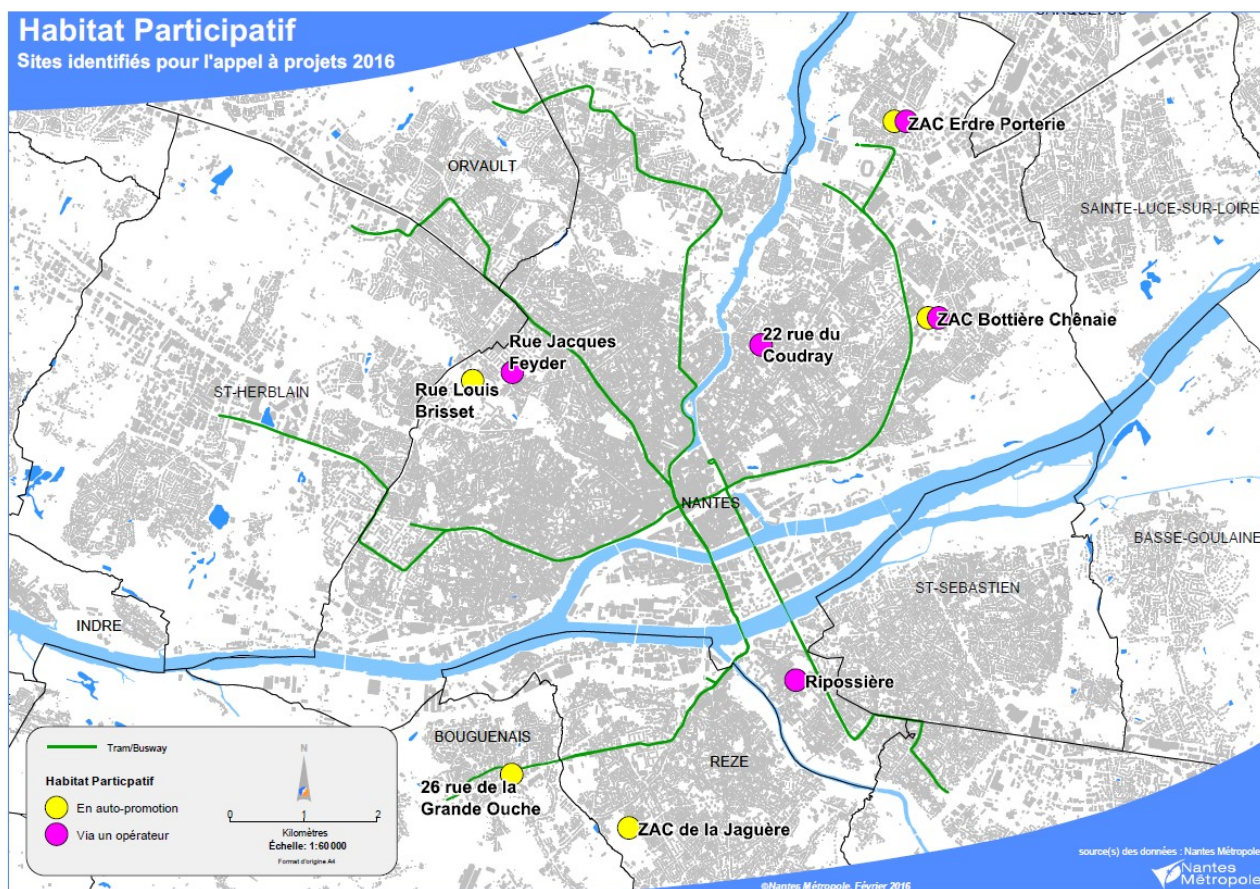 Habitat Participatif
Sites identifiés pour l'appel à projets 2016
ZAC Erdre Porterie
ORVAULT
SAINTE-LUCE-SUR-LOIRE
ZAC Bottière Chênaie
22 rue du
Coudray
Rue Jacques
Feyder
Rue Louis
Brisset
ST-HERBLAIN
NANTES
BASSE-GOULAINE
ST-SEBASTIEN
INDRE
Ripossière
BOUGUENAIS
REZE
26 rue de la
Grande Ouche
ZAC de la Jaguère
Tram/Busway
Habitat Particpatif
En auto-promotion
Via un opérateur
N
0 1 2
Kilomètres
Échelle: 1:60 000
Format d'origine A4
source(s) des données : Nantes Métropole
Nantes
Métropole
©Nantes Métropole, Février 2016